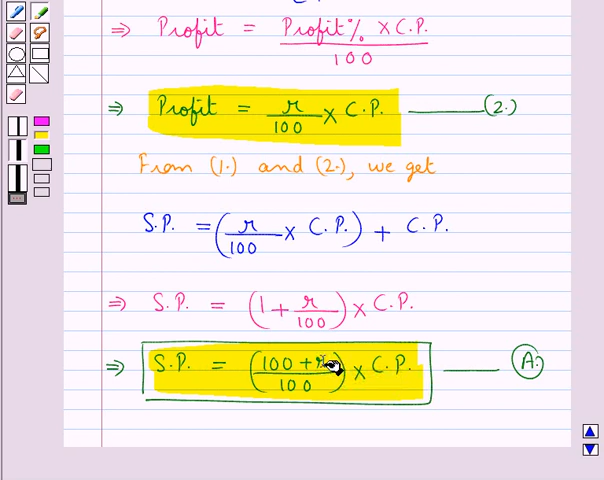 ⇒ Profit = Profit% × C.P. / 100
⇒ Profit = r/100 × C.P. ——— (2.)
From (1.) and (2.), we get
S.P. = (r/100 × C.P.) + C.P.
⇒ S.P. = (1 + r/100) × C.P.
⇒ S.P. = (100 + r / 100) × C.P. ——— (A.)